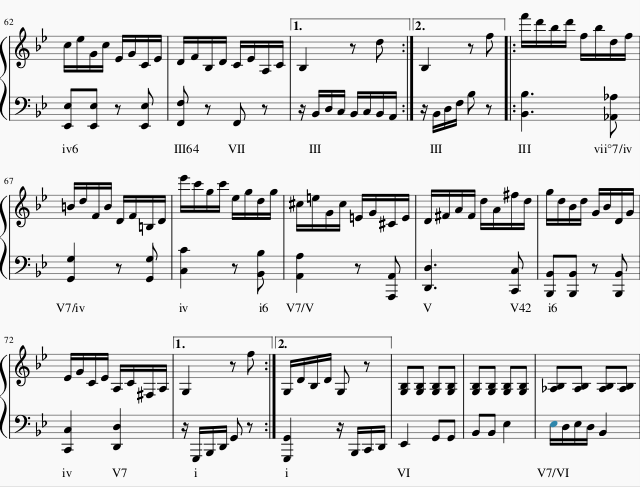 62 1. 2.
iv6 III64 VII III III III vii°7/iv
67
V7/iv iv i6 V7/V V V42 i6
72 1. 2.
iv V7 i i VI V7/VI